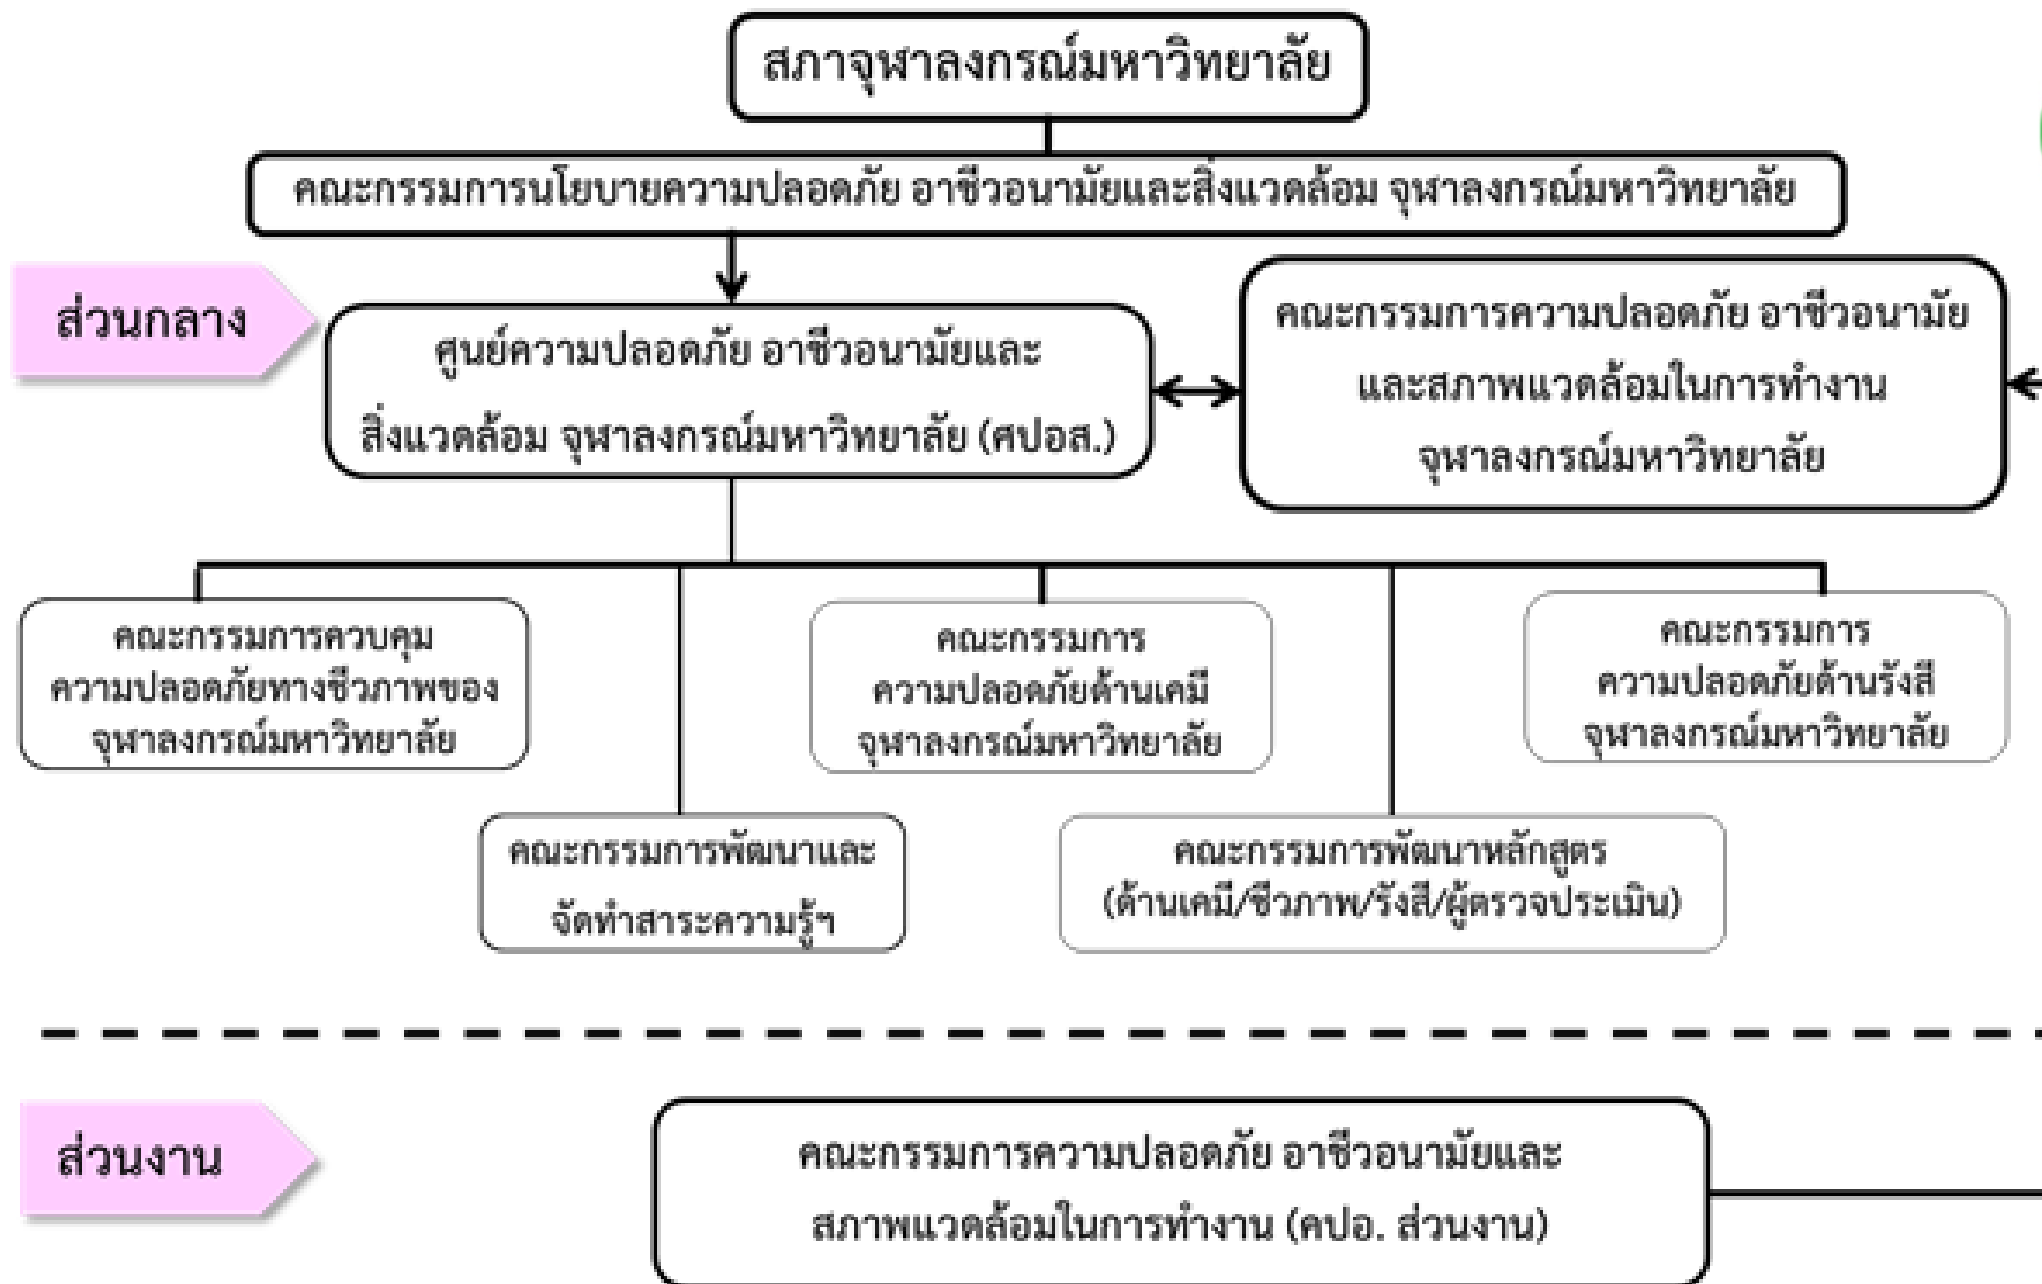 สภาจุฬาลงกรณ์มหาวิทยาลัย
คณะกรรมการนโยบายความปลอดภัย อาชีวอนามัยและสิ่งแวดล้อม จุฬาลงกรณ์มหาวิทยาลัย
ส่วนกลาง
ศูนย์ความปลอดภัย อาชีวอนามัยและ
สิ่งแวดล้อม จุฬาลงกรณ์มหาวิทยาลัย (ศปอส.)
คณะกรรมการความปลอดภัย อาชีวอนามัย
และสภาพแวดล้อมในการทำงาน
จุฬาลงกรณ์มหาวิทยาลัย
คณะกรรมการควบคุม
ความปลอดภัยทางชีวภาพของ
จุฬาลงกรณ์มหาวิทยาลัย
คณะกรรมการ
ความปลอดภัยด้านเคมี
จุฬาลงกรณ์มหาวิทยาลัย
คณะกรรมการ
ความปลอดภัยด้านรังสี
จุฬาลงกรณ์มหาวิทยาลัย
คณะกรรมการพัฒนาและ
จัดทำสาระความรู้ฯ
คณะกรรมการพัฒนาหลักสูตร
(ด้านเคมี/ชีวภาพ/รังสี/ผู้ตรวจประเมิน)
ส่วนงาน
คณะกรรมการความปลอดภัย อาชีวอนามัยและ
สภาพแวดล้อมในการทำงาน (คปอ. ส่วนงาน)